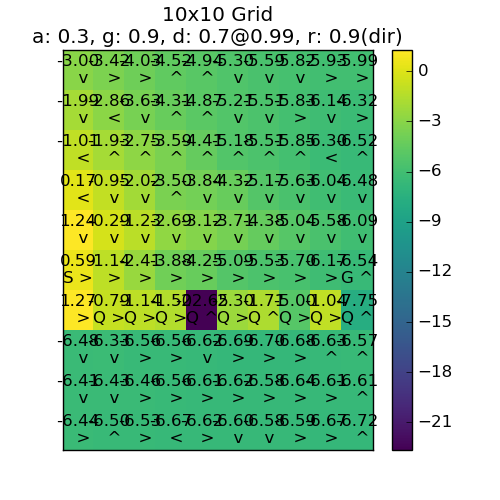 10x10 Grid
a: 0.3, g: 0.9, d: 0.7@0.99, r: 0.9(dir)
-3.00 -3.42 -4.03 -4.52 -4.94 -5.30 -5.59 -5.82 -5.93 -5.99
v > > ^ ^ v v v > >
-1.99 -2.86 -3.63 -4.31 -4.87 -5.21 -5.51 -5.83 -6.14 -6.32
v < v ^ ^ v v > v >
-1.01 -1.93 -2.75 -3.59 -4.41 -5.18 -5.51 -5.85 -6.30 -6.52
< ^ ^ ^ ^ ^ ^ ^ < ^
0.17 -0.95 -2.02 -3.50 -3.84 -4.32 -5.17 -5.63 -6.04 -6.48
< v v ^ v v v v v v
1.24 -0.29 -1.23 -2.69 -3.12 -3.71 -4.38 -5.04 -5.58 -6.09
v v v v v v v v v v
0.59 -1.14 -2.41 -3.88 -4.25 -5.09 -5.53 -5.70 -6.17 -6.54
S > > > > > > > > > G ^
1.27 -0.79 -1.14 -1.52 -22.65 -5.30 -1.71 -5.00 -1.04 -7.75
> Q > Q > Q > Q ^ Q > Q ^ Q > Q > Q ^
-6.48 -6.33 -6.56 -6.56 -6.62 -6.69 -6.70 -6.68 -6.63 -6.57
v v > > v > > > ^ ^
-6.41 -6.43 -6.46 -6.56 -6.61 -6.62 -6.58 -6.64 -6.61 -6.61
v v > > > > > > > ^
-6.44 -6.50 -6.53 -6.67 -6.62 -6.60 -6.58 -6.59 -6.67 -6.72
> ^ > < > v v > > ^
0
−3
−6
−9
−12
−15
−18
−21